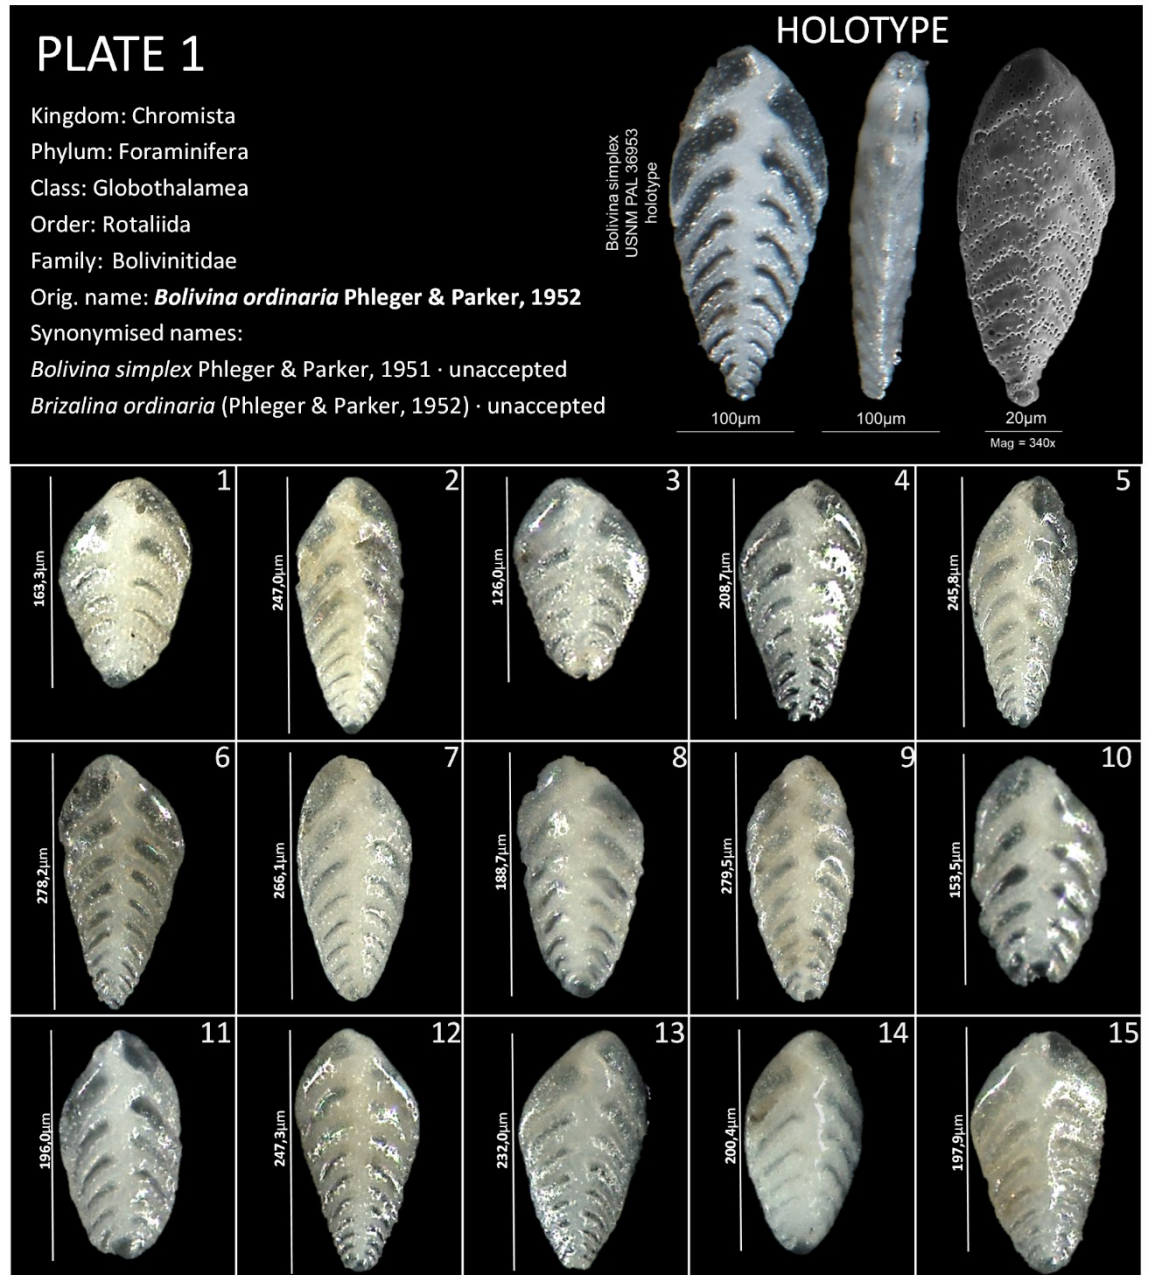 PLATE 1
Kingdom: Chromista
Phylum: Foraminifera
Class: Globothalamea
Order: Rotaliida
Family: Bolivinitidae
Orig. name: Bolivina ordinaria Phleger & Parker, 1952
Synonymised names:
Bolivina simplex Phleger & Parker, 1951 · unaccepted
Brizalina ordinaria (Phleger & Parker, 1952) · unaccepted
HOLOTYPE
Bolivina simplex
USNM PAL 36953
holotype
100µm
100µm
20µm
Mag = 340x
1
163,3µm
2
247,0µm
3
126,0µm
4
208,7µm
5
245,8µm
6
278,2µm
7
266,1µm
8
188,7µm
9
279,5µm
10
153,5µm
11
196,0µm
12
247,3µm
13
232,0µm
14
200,4µm
15
197,9µm